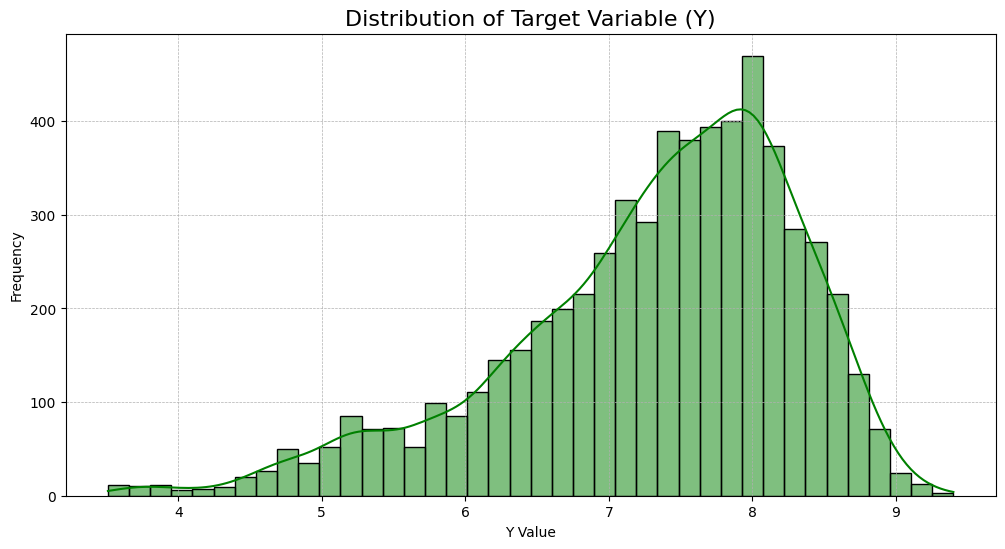 Distribution of Target Variable (Y)
400
300
200
100
0
Frequency
4 5 6 7 8 9
Y Value